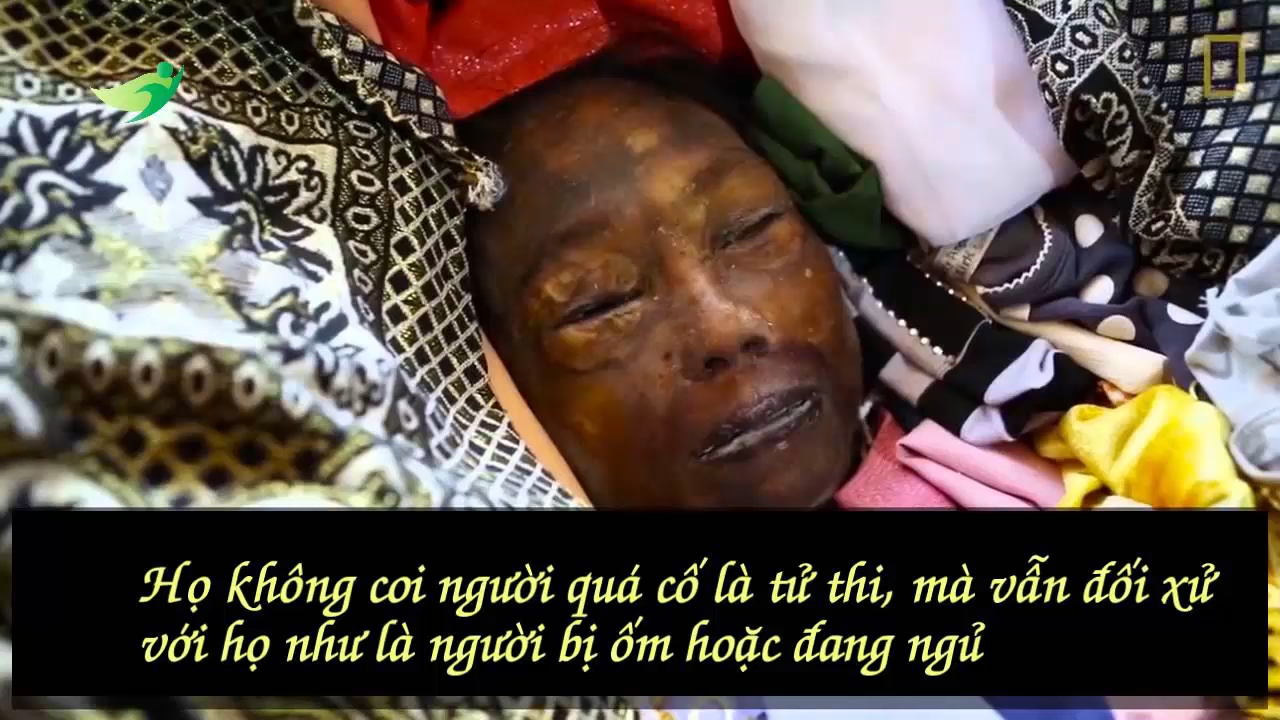 Họ không coi người quá cố là tử thi, mà vẫn đối xử
với họ như là người bị ốm hoặc đang ngủ